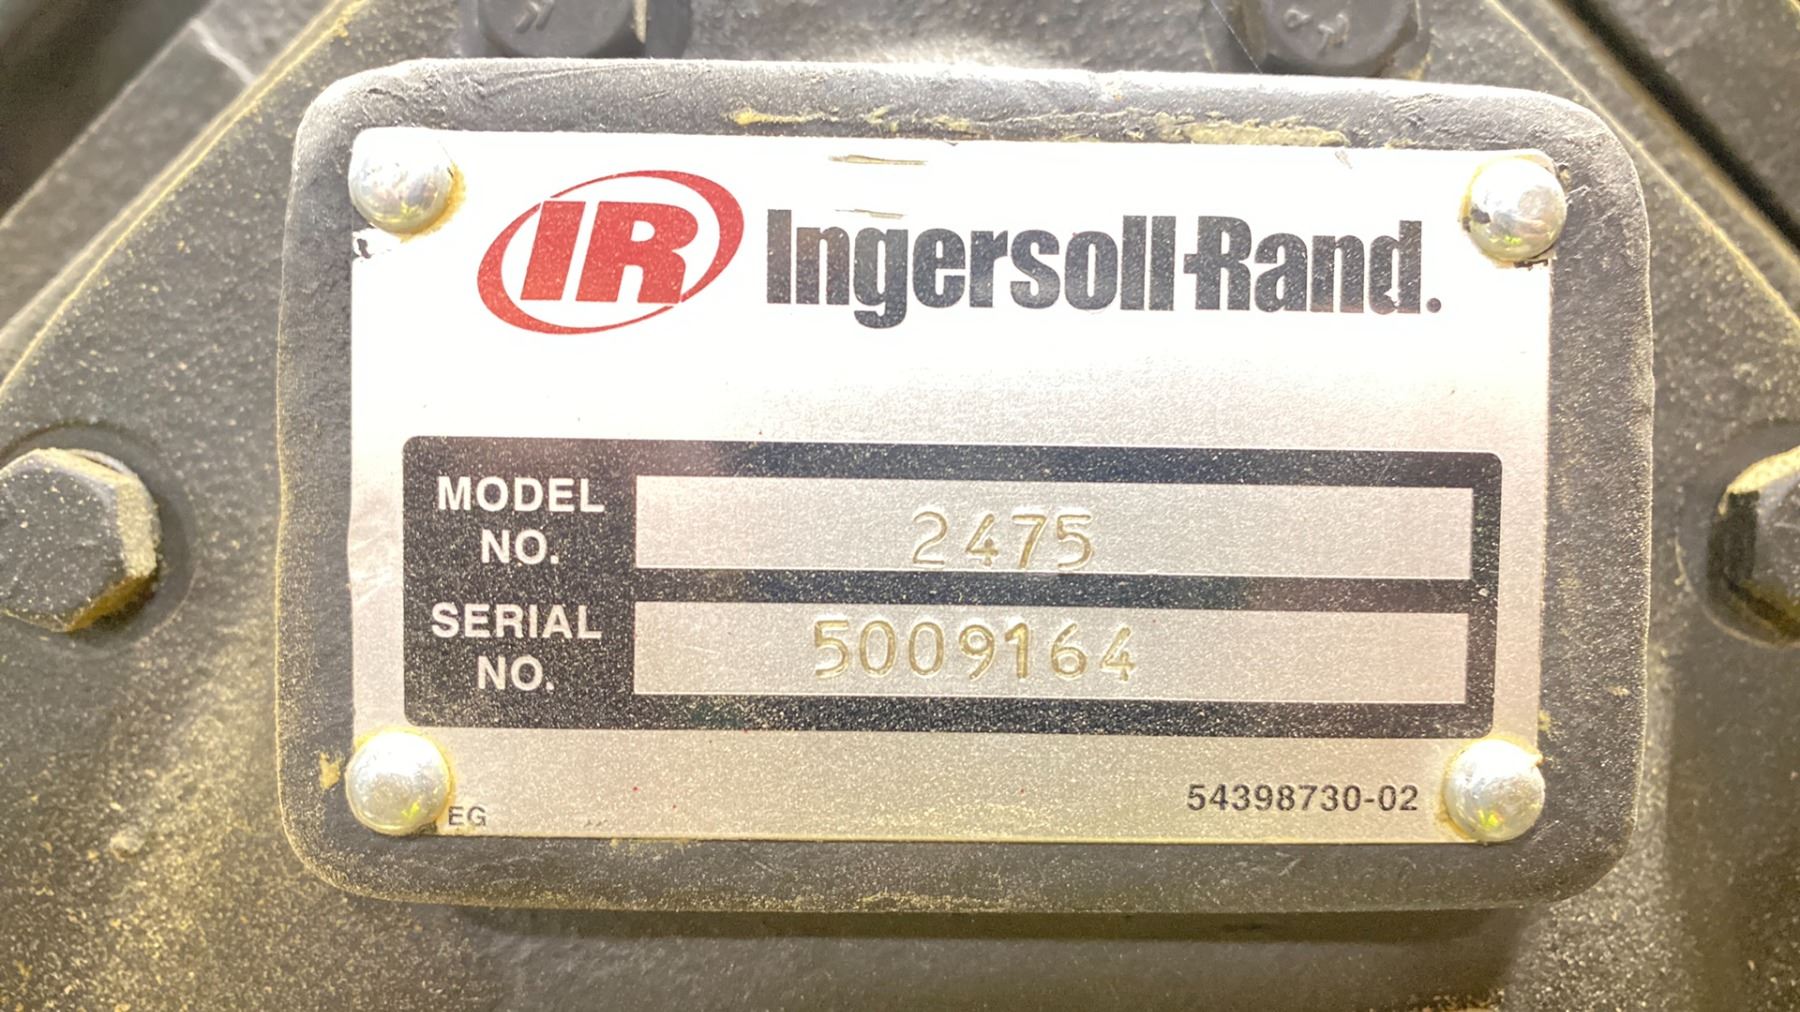 IR Ingersoll-Rand.
MODEL NO. 2475
SERIAL NO. 5009164
EG 54398730-02